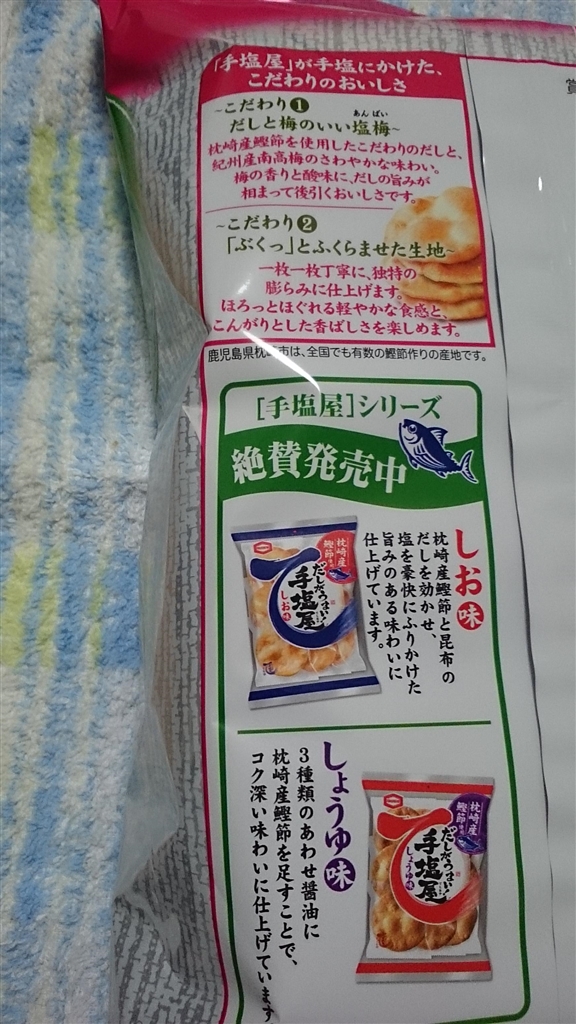 「手塩屋」が手塩にかけた、
こだわりのおいしさ
~こだわり❶
あんばい
だしと梅のいい塩梅~
枕崎産鰹節を使用したこだわりのだしと、
紀州産南高梅のさわやかな味わい。
梅の香りと酸味に、だしの旨みが
相まって後引くおいしさです。
~こだわり❷
「ぷくっ」とふくらませた生地~
一枚一枚丁寧に、独特の
膨らみに仕上げます。
ほろっとほぐれる軽やかな食感と、
こんがりとした香ばしさを楽しめます。
鹿児島県枕崎市は、全国でも有数の鰹節作りの産地です。
[手塩屋]シリーズ
絶賛発売中
しお味
枕崎産鰹節と昆布の
だしを効かせ、
塩を豪快にふりかけた
旨みのある味わいに
仕上げています。
枕崎産
鰹節使用
だしがうまい!
手塩屋
しお味
しょうゆ味
3種類のあわせ醤油に
枕崎産鰹節を足すことで、
コク深い味わいに仕上げています
枕崎産
鰹節使用
だしがうまい!
手塩屋
しょうゆ味
賞